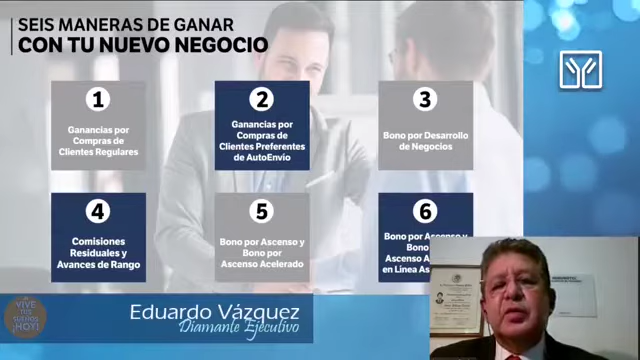 SEIS MANERAS DE GANAR
CON TU NUEVO NEGOCIO
1
Ganancias por
Compras de
Clientes Regulares
2
Ganancias por
Compras de
Clientes Preferentes
de AutoEnvío
3
Bono por Desarrollo
de Negocios
4
Comisiones
Residuales y
Avances de Rango
5
Bono por Ascenso y
Bono por
Ascenso Acelerado
6
Bono por Ascenso y
Bono
Ascenso A
en Línea As
VIVE
TUS
SUEÑOS
¡HOY!
Eduardo Vázquez
Diamante Ejecutivo